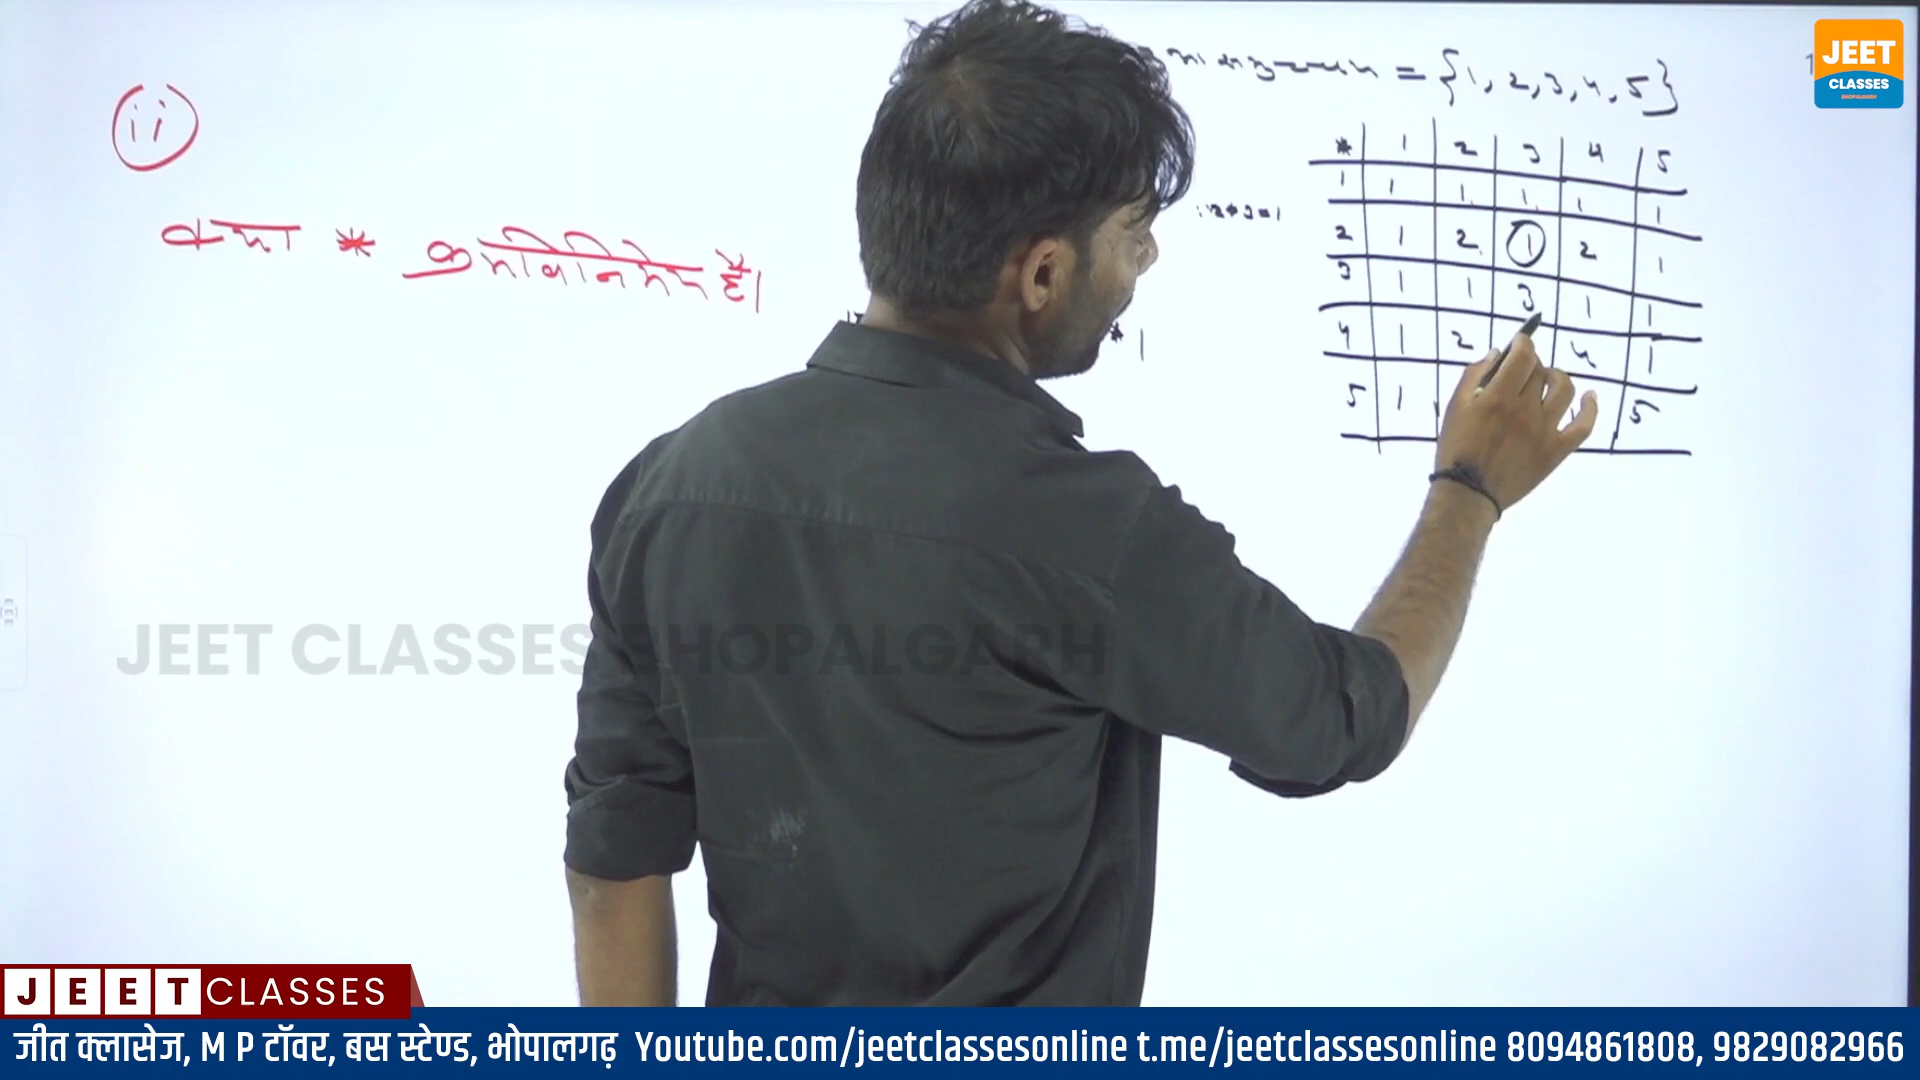 ii
क्या * क्रमविनिमेय है।
= {1, 2, 3, 4, 5}
* 1 2 3 4 5
1 1 1 1 1 1
2 1 2 1 2 1
3 1 1 3 1 1
4 1 2 4 1
5 1 5
* 1
JEET
CLASSES
BHOPALGARH
JEET CLASSES BHOPALGARH
JEET CLASSES
जीत क्लासेज, M P टॉवर, बस स्टेण्ड, भोपालगढ़ Youtube.com/jeetclassesonline t.me/jeetclassesonline 8094861808, 9829082966